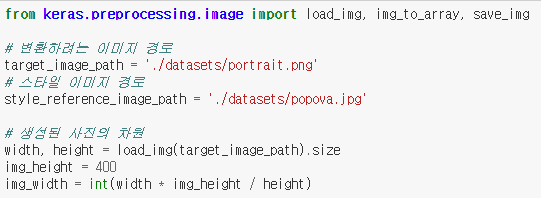 from keras.preprocessing.image import load_img, img_to_array, save_img
# 변환하려는 이미지 경로
target_image_path = './datasets/portrait.png'
# 스타일 이미지 경로
style_reference_image_path = './datasets/popova.jpg'
# 생성된 사진의 차원
width, height = load_img(target_image_path).size
img_height = 400
img_width = int(width * img_height / height)